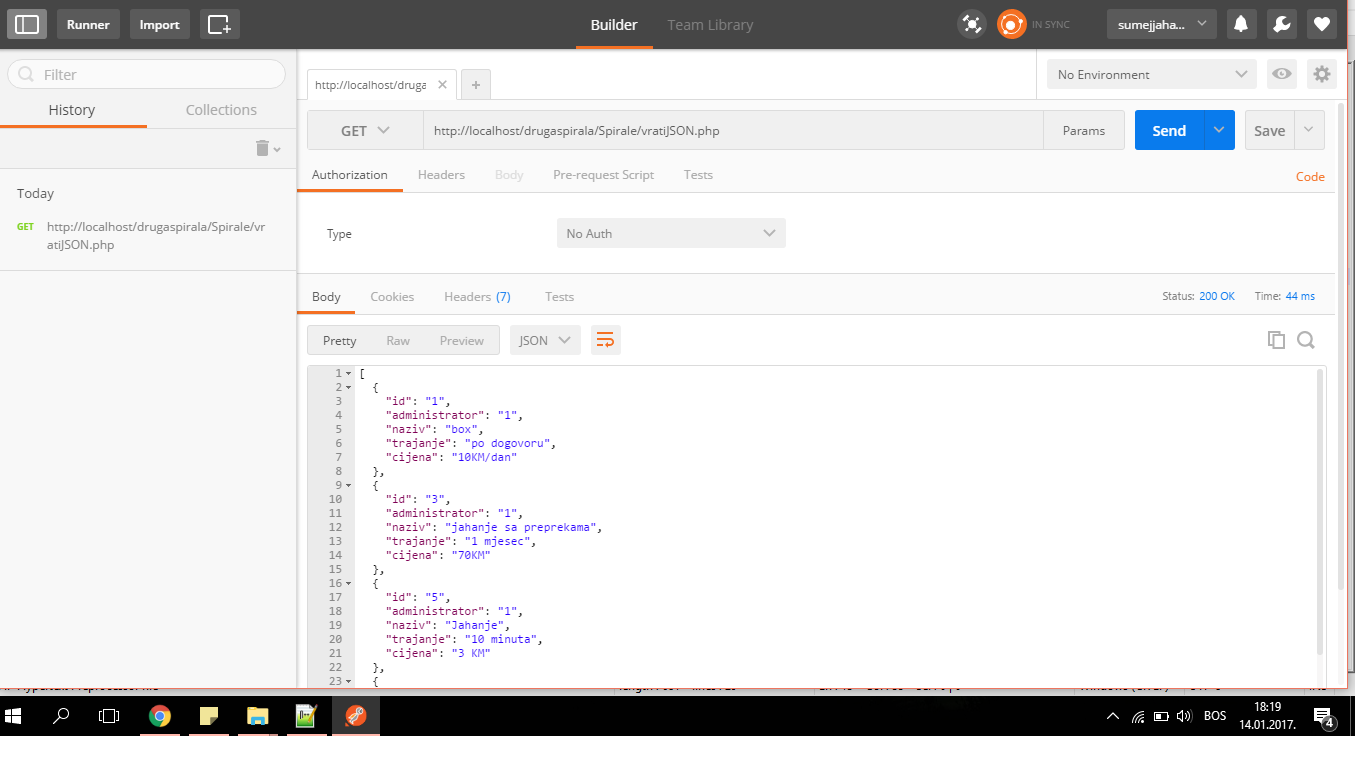 Runner Import Builder Team Library IN SYNC sumejjaha...
Filter
History Collections
Today
GET http://localhost/drugaspirala/Spirale/vr
atiJSON.php
http://localhost/druga No Environment
GET http://localhost/drugaspirala/Spirale/vratiJSON.php Params Send Save
Authorization Headers Body Pre-request Script Tests Code
Type No Auth
Body Cookies Headers (7) Tests Status: 200 OK Time: 44 ms
Pretty Raw Preview JSON
1 [
2 {
3 "id": "1",
4 "administrator": "1",
5 "naziv": "box",
6 "trajanje": "po dogovoru",
7 "cijena": "10KM/dan"
8 },
9 {
10 "id": "3",
11 "administrator": "1",
12 "naziv": "jahanje sa preprekama",
13 "trajanje": "1 mjesec",
14 "cijena": "70KM"
15 },
16 {
17 "id": "5",
18 "administrator": "1",
19 "naziv": "Jahanje",
20 "trajanje": "10 minuta",
21 "cijena": "3 KM"
22 },
23 {
BOS 18:19
14.01.2017. 4